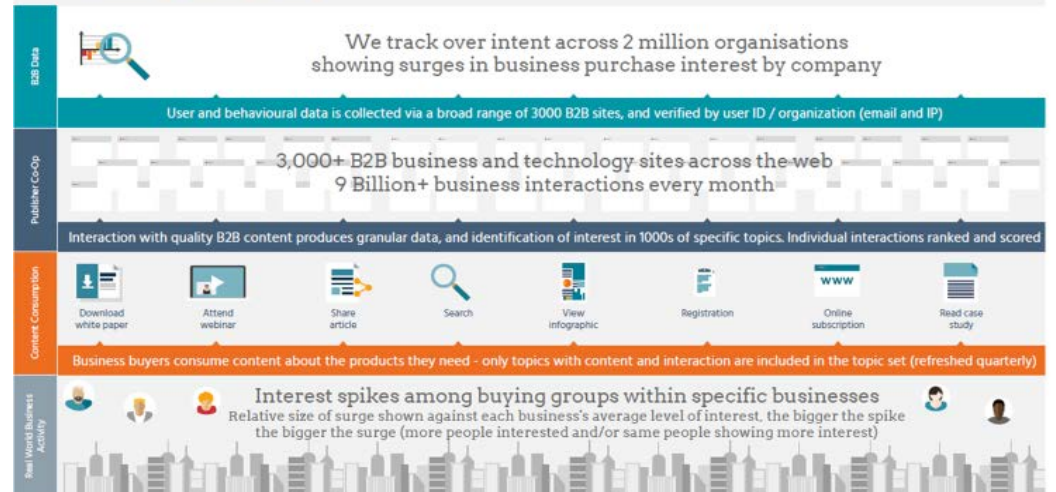 B2B Data
We track over intent across 2 million organisations
showing surges in business purchase interest by company
User and behavioural data is collected via a broad range of 3000 B2B sites, and verified by user ID / organization (email and IP)
Publisher Co-Op
3,000+ B2B business and technology sites across the web
9 Billion+ business interactions every month
Interaction with quality B2B content produces granular data, and identification of interest in 1000s of specific topics. Individual interactions ranked and scored
Content Consumption
WWW
Download
white paper
Attend
webinar
Share
article
Search
View
infographic
Registration
Online
subscription
Read case
study
Business buyers consume content about the products they need - only topics with content and interaction are included in the topic set (refreshed quarterly)
Real World Business
Activity
Interest spikes among buying groups within specific businesses
Relative size of surge shown against each business's average level of interest, the bigger the spike
the bigger the surge (more people interested and/or same people showing more interest)